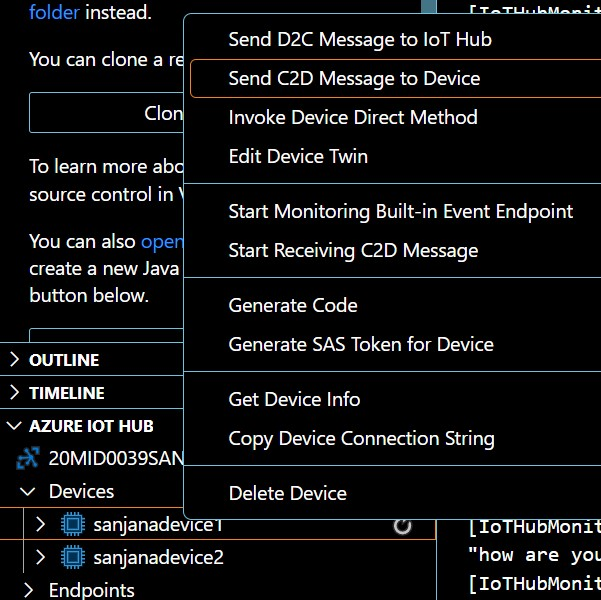 folder instead.
You can clone a re
Clon
To learn more abo
source control in
You can also open
create a new Java
button below.
OUTLINE
TIMELINE
AZURE IOT HUB
20MID0039SAN
Devices
sanjanadevice1
sanjanadevice2
Endpoints
Send D2C Message to IoT Hub
Send C2D Message to Device
Invoke Device Direct Method
Edit Device Twin
Start Monitoring Built-in Event Endpoint
Start Receiving C2D Message
Generate Code
Generate SAS Token for Device
Get Device Info
Copy Device Connection String
Delete Device
[IoTHubMonit
[IoTHubMonit
"how are you
[IoTHubMonit